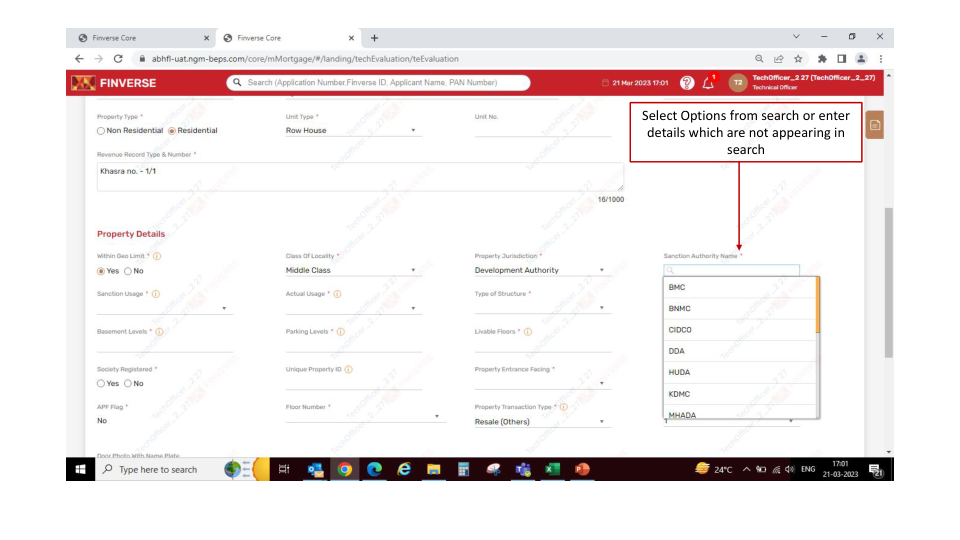 Finverse Core
Finverse Core
abhfl-uat.ngm-beps.com/core/mMortgage/#/landing/techEvaluation/teEvaluation
FINVERSE
Search (Application Number,Finverse ID, Applicant Name, PAN Number)
21 Mar 2023 17:01
1
T2
TechOfficer_2 27 (TechOfficer_2_27)
Technical Officer
Select Options from search or enter
details which are not appearing in
search
Property Type *
Non Residential
Residential
Unit Type *
Row House
Unit No.
Revenue Record Type & Number *
Khasra no. - 1/1
16/1000
Property Details
Within Geo Limit *
Yes
No
Class Of Locality *
Middle Class
Property Jurisdiction *
Development Authority
Sanction Authority Name *
BMC
BNMC
CIDCO
DDA
HUDA
KDMC
MHADA
Sanction Usage *
Actual Usage *
Type of Structure *
Basement Levels *
Parking Levels *
Livable Floors *
Society Registered *
Yes
No
Unique Property ID
Property Entrance Facing *
APF Flag *
No
Floor Number *
Property Transaction Type *
Resale (Others)
1
Door Photo With Name Plate
Type here to search
24°C
ENG
17:01
21-03-2023
21